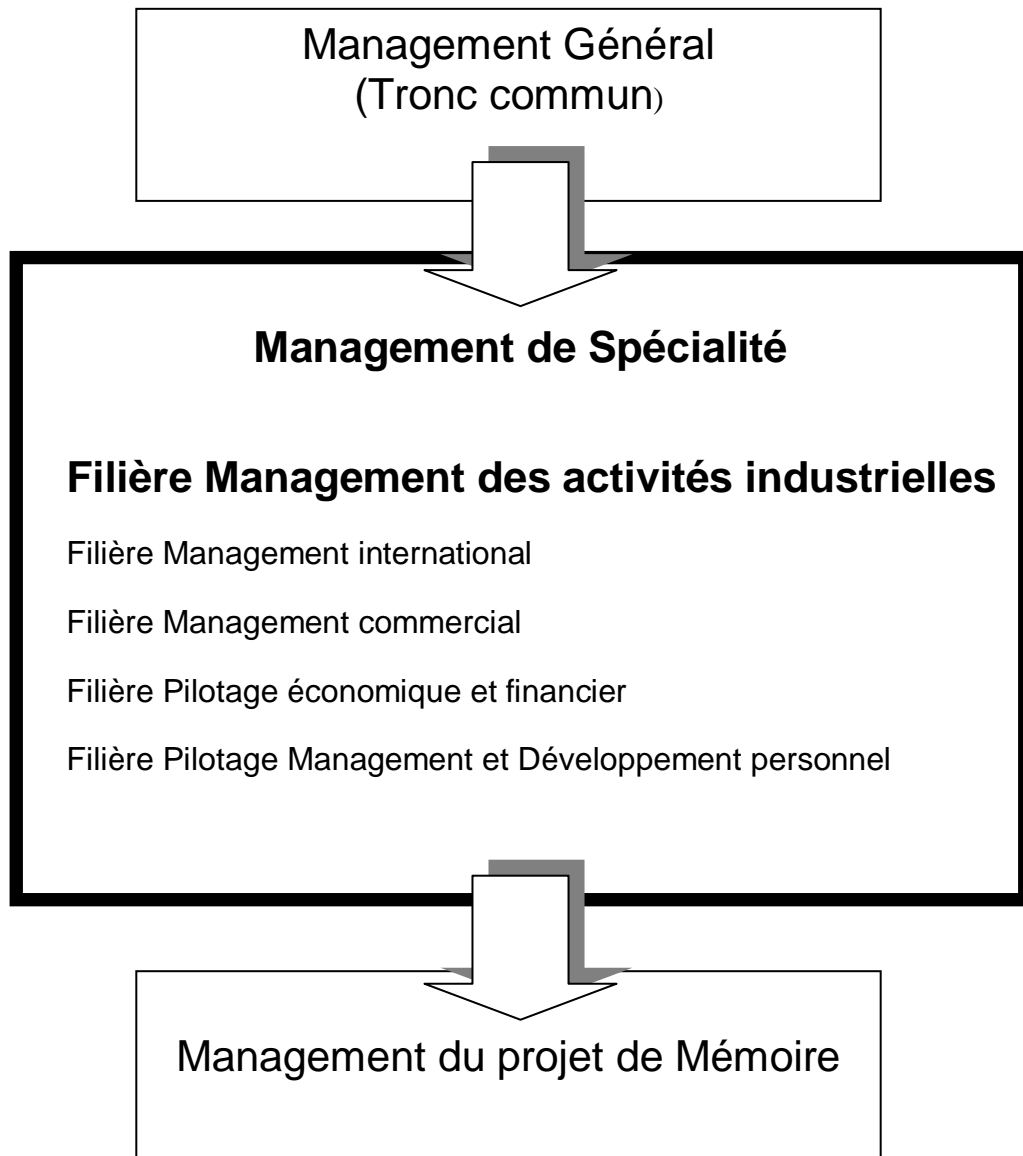 Management Général
(Tronc commun)
Management de Spécialité
Filière Management des activités industrielles
Filière Management international
Filière Management commercial
Filière Pilotage économique et financier
Filière Pilotage Management et Développement personnel
Management du projet de Mémoire